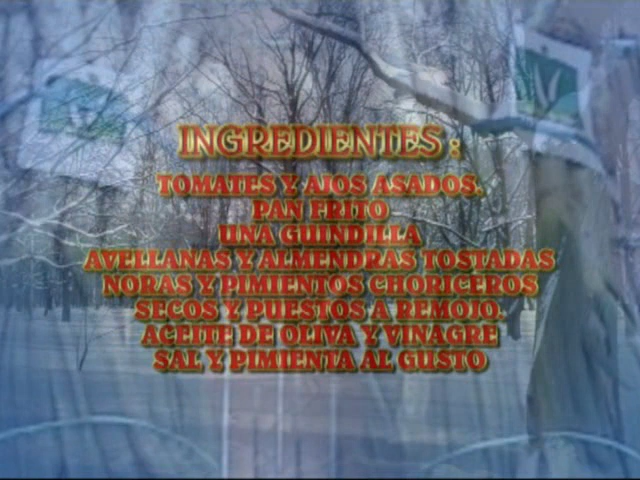 INGREDIENTES :
TOMATES Y AJOS ASADOS.
PAN FRITO
UNA GUINDILLA
AVELLANAS Y ALMENDRAS TOSTADAS
NORAS Y PIMIENTOS CHORICEROS
SECOS Y PUESTOS A REMOJO.
ACEITE DE OLIVA Y VINAGRE
SAL Y PIMIENTA AL GUSTO